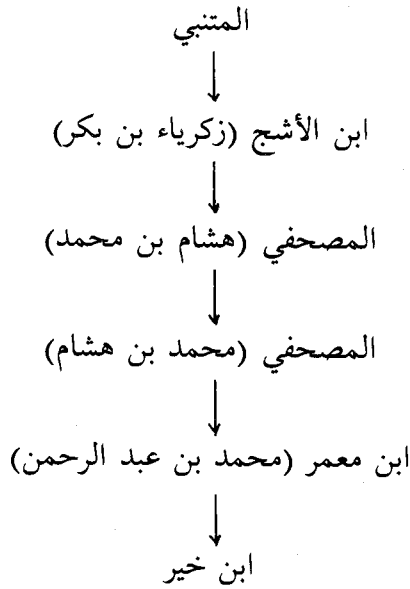 المتنبي
ابن الأشج (زكرياء بن بكر)
المصحفي (هشام بن محمد)
المصحفي (محمد بن هشام)
ابن معمر (محمد بن عبد الرحمن)
ابن خير